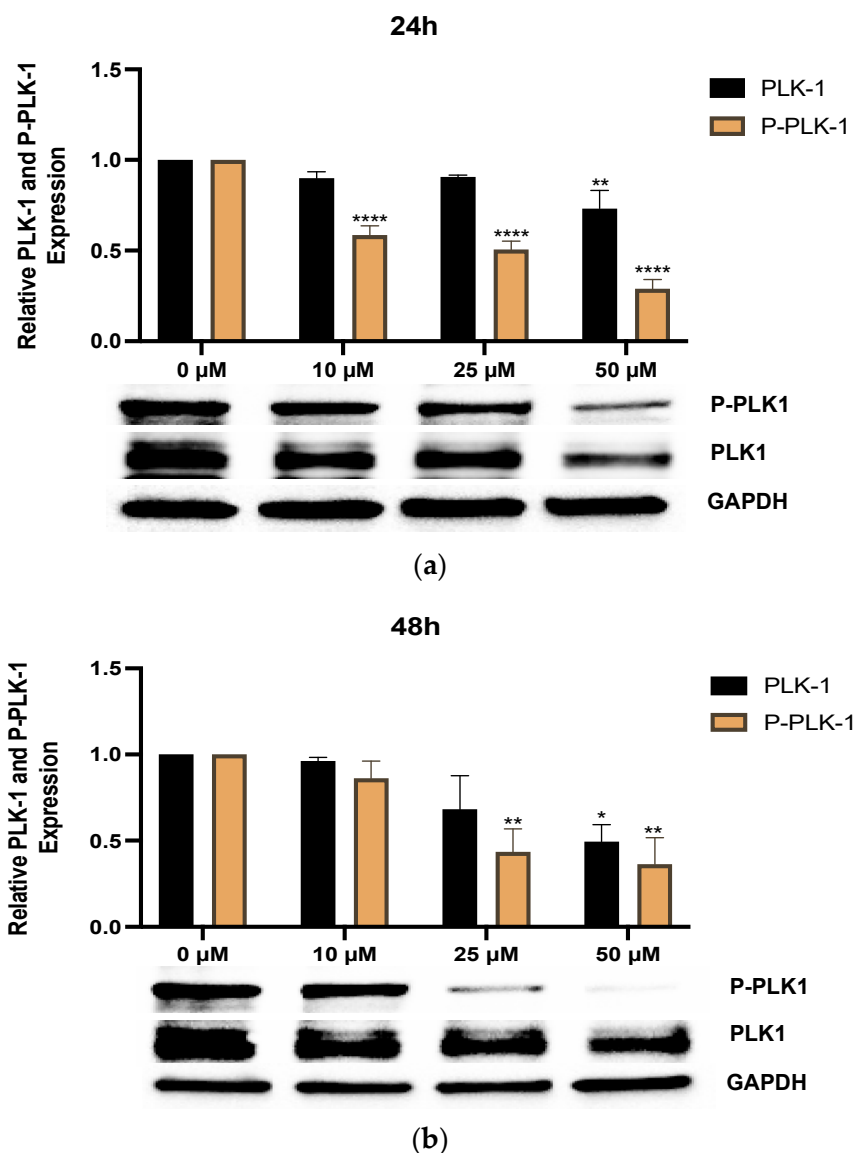 24h
Relative PLK-1 and P-PLK-1
Expression
1.5
1.0
0.5
0.0
PLK-1
P-PLK-1
****
****
**
****
0 µM
10 µM
25 µM
50 µM
P-PLK1
PLK1
GAPDH
(a)
48h
Relative PLK-1 and P-PLK-1
Expression
1.5
1.0
0.5
0.0
PLK-1
P-PLK-1
**
*
**
0 µM
10 µM
25 µM
50 µM
P-PLK1
PLK1
GAPDH
(b)